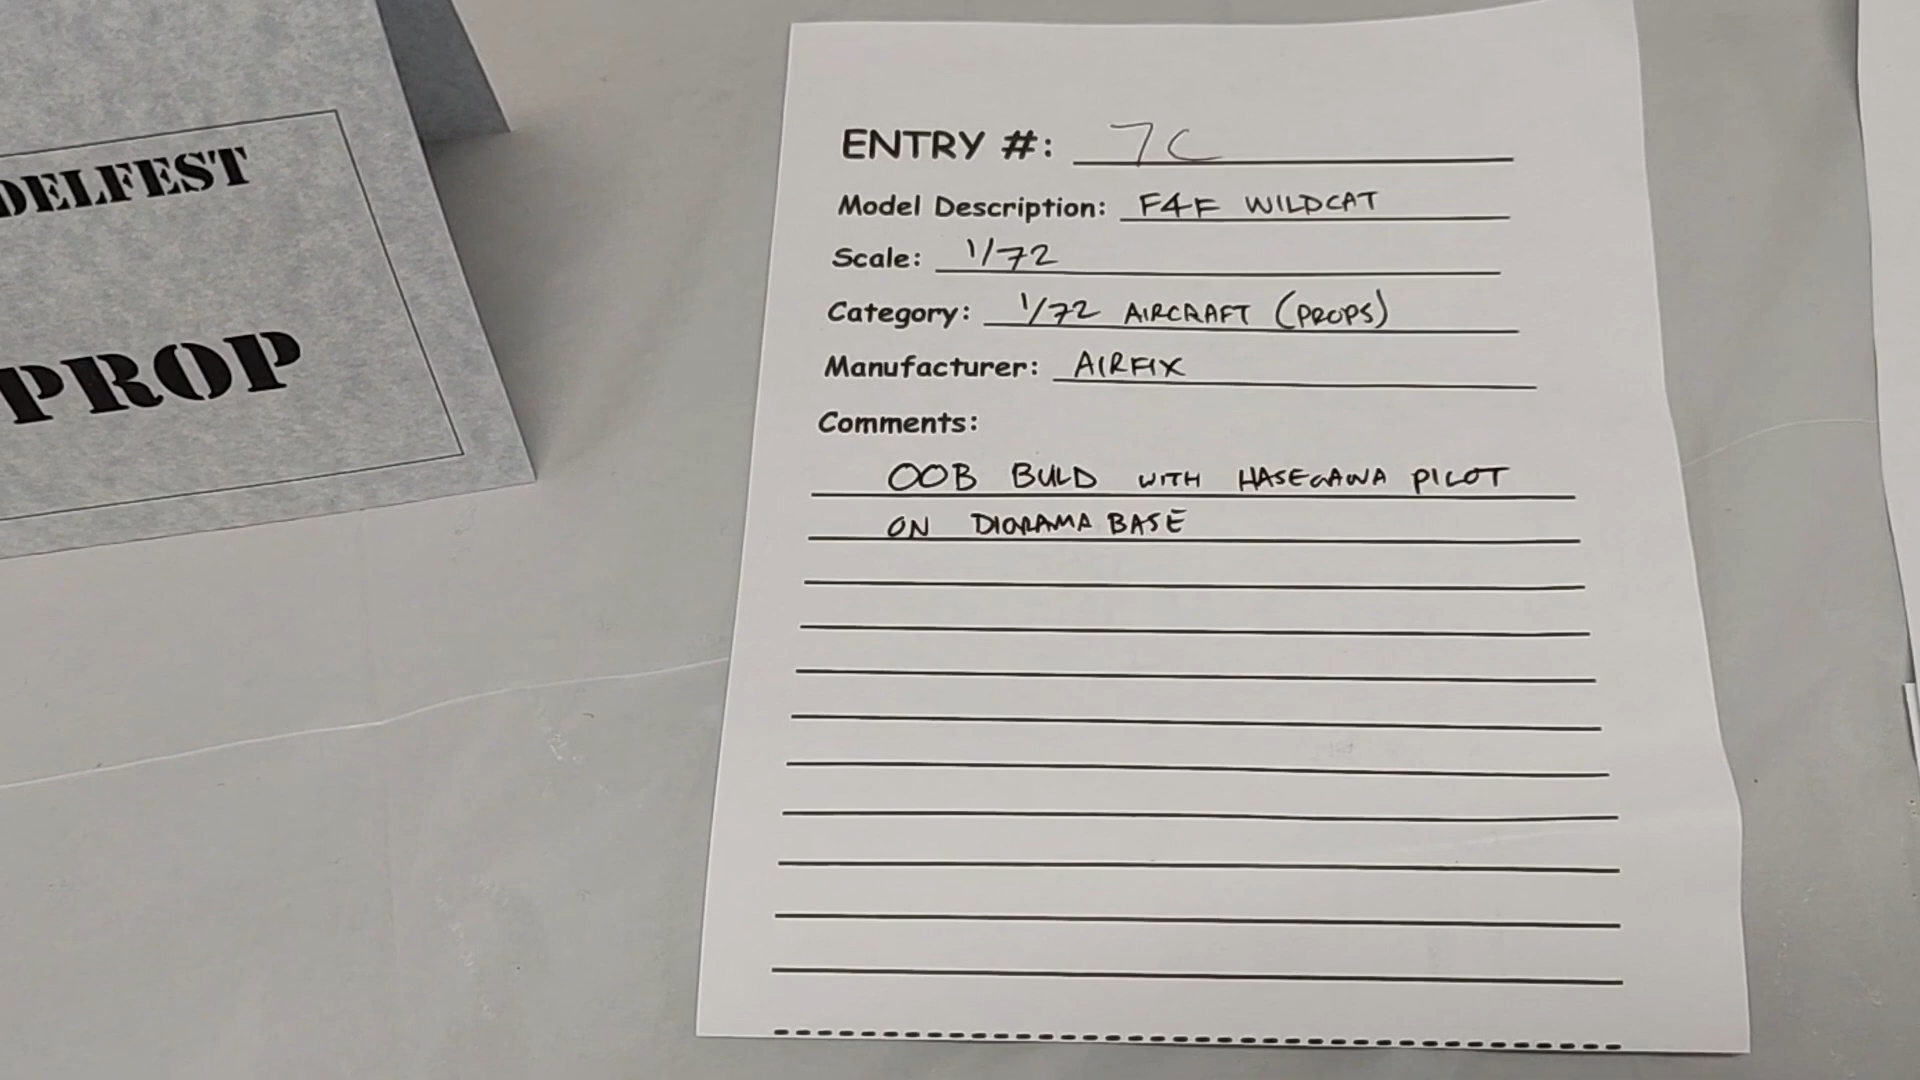 DELFEST
PROP
ENTRY #: 7C
Model Description: F4F WILDCAT
Scale: 1/72
Category: 1/72 AIRCRAFT (PROPS)
Manufacturer: AIRFIX
Comments:
OOB BULD WITH HASEGAWA PILOT
ON DIORAMA BASE